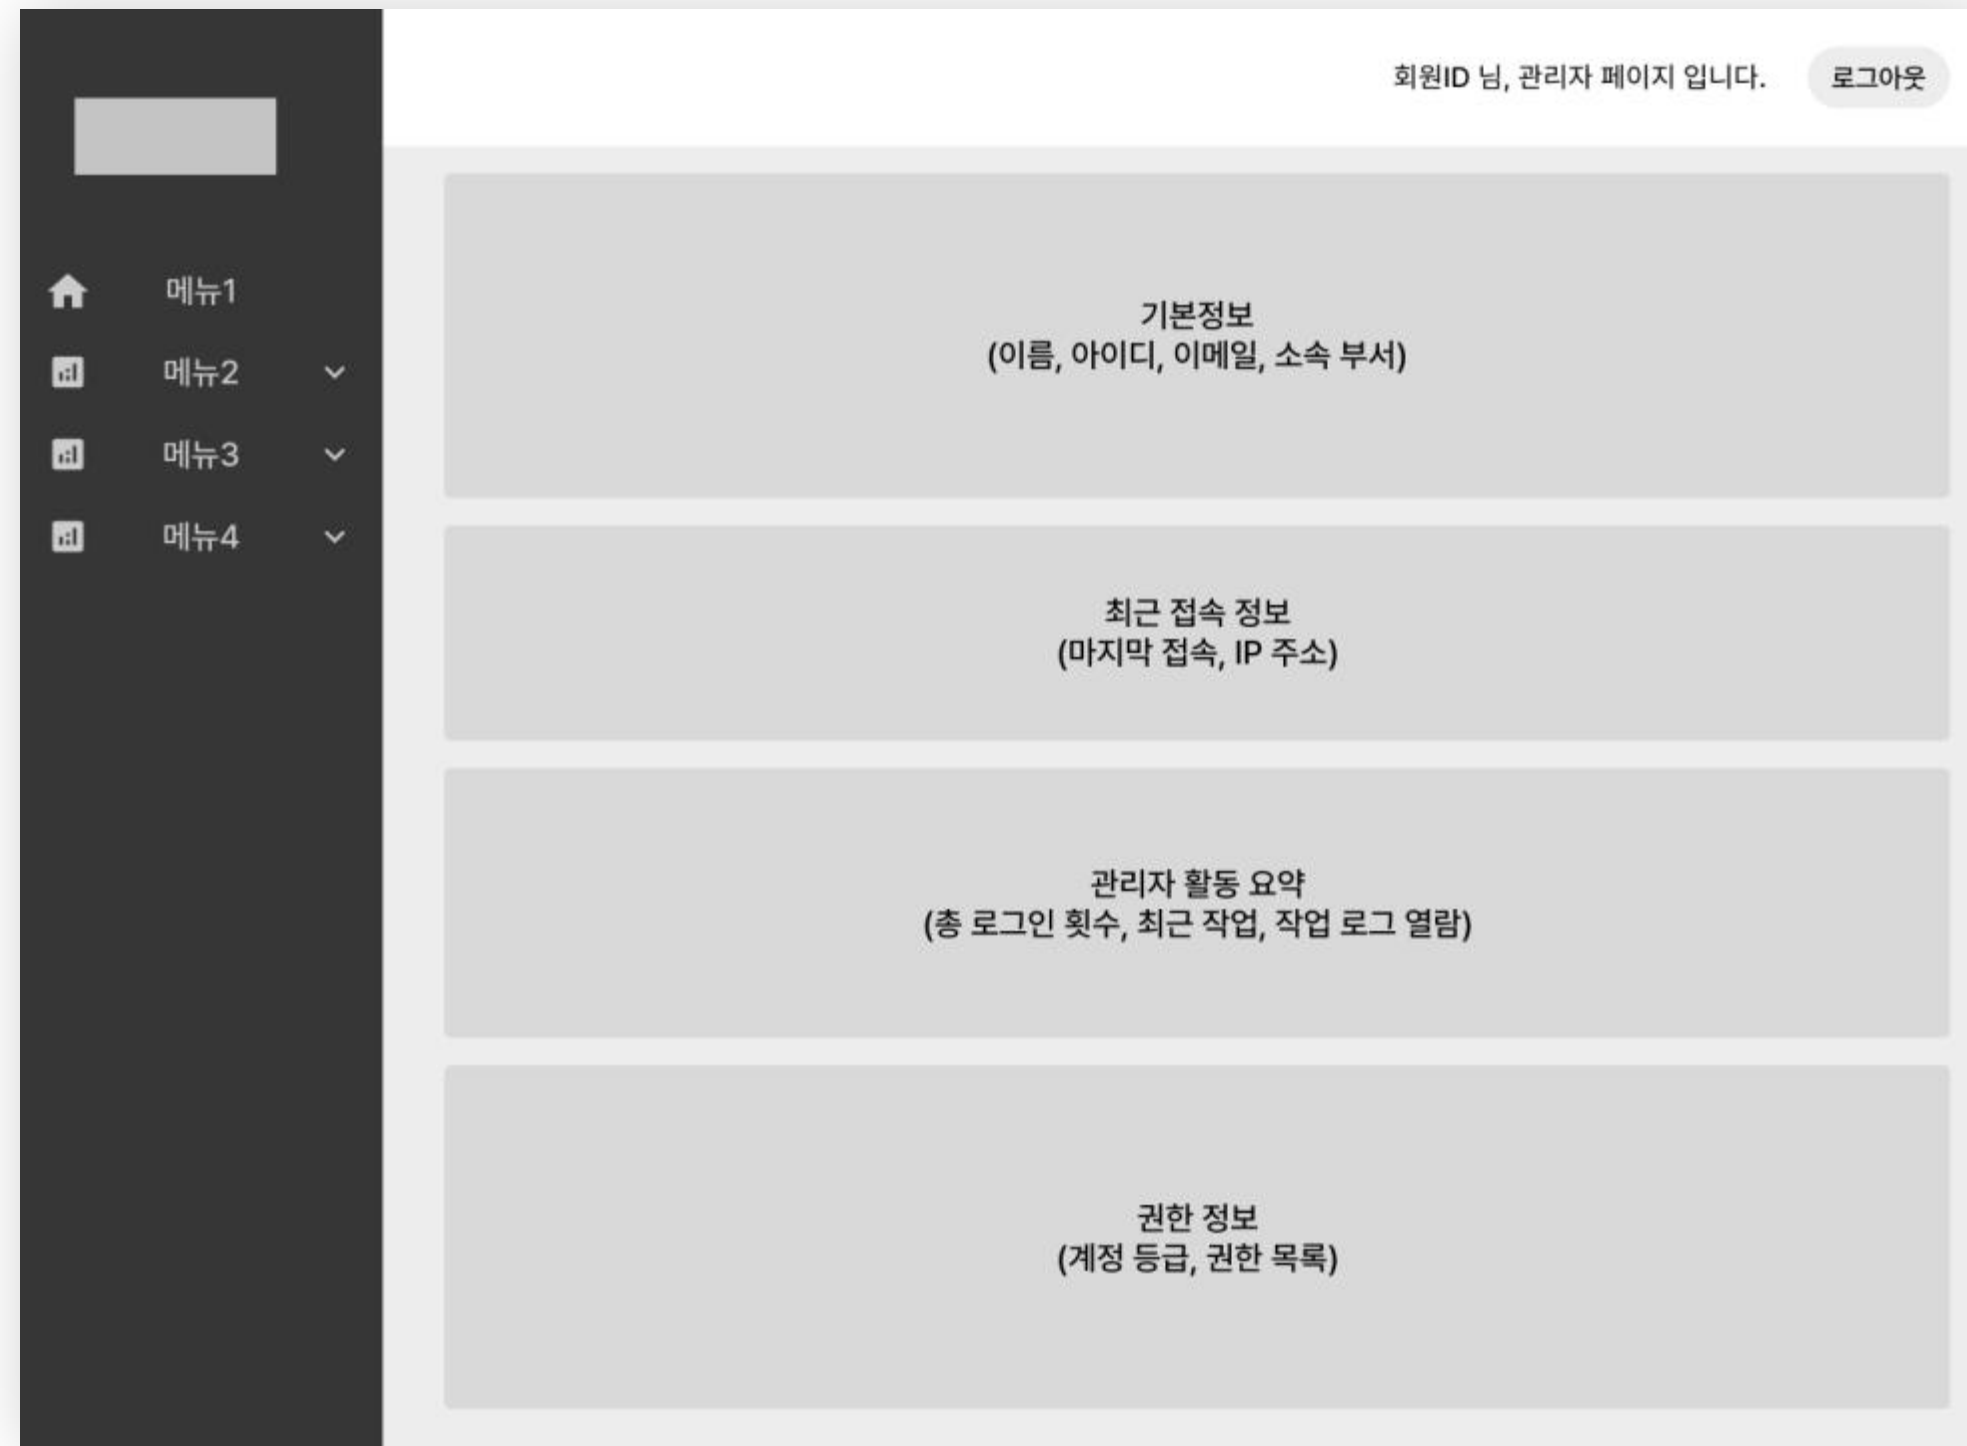 회원ID 님, 관리자 페이지 입니다.
로그아웃
메뉴1
메뉴2
메뉴3
메뉴4
기본정보
(이름, 아이디, 이메일, 소속 부서)
최근 접속 정보
(마지막 접속, IP 주소)
관리자 활동 요약
(총 로그인 횟수, 최근 작업, 작업 로그 열람)
권한 정보
(계정 등급, 권한 목록)